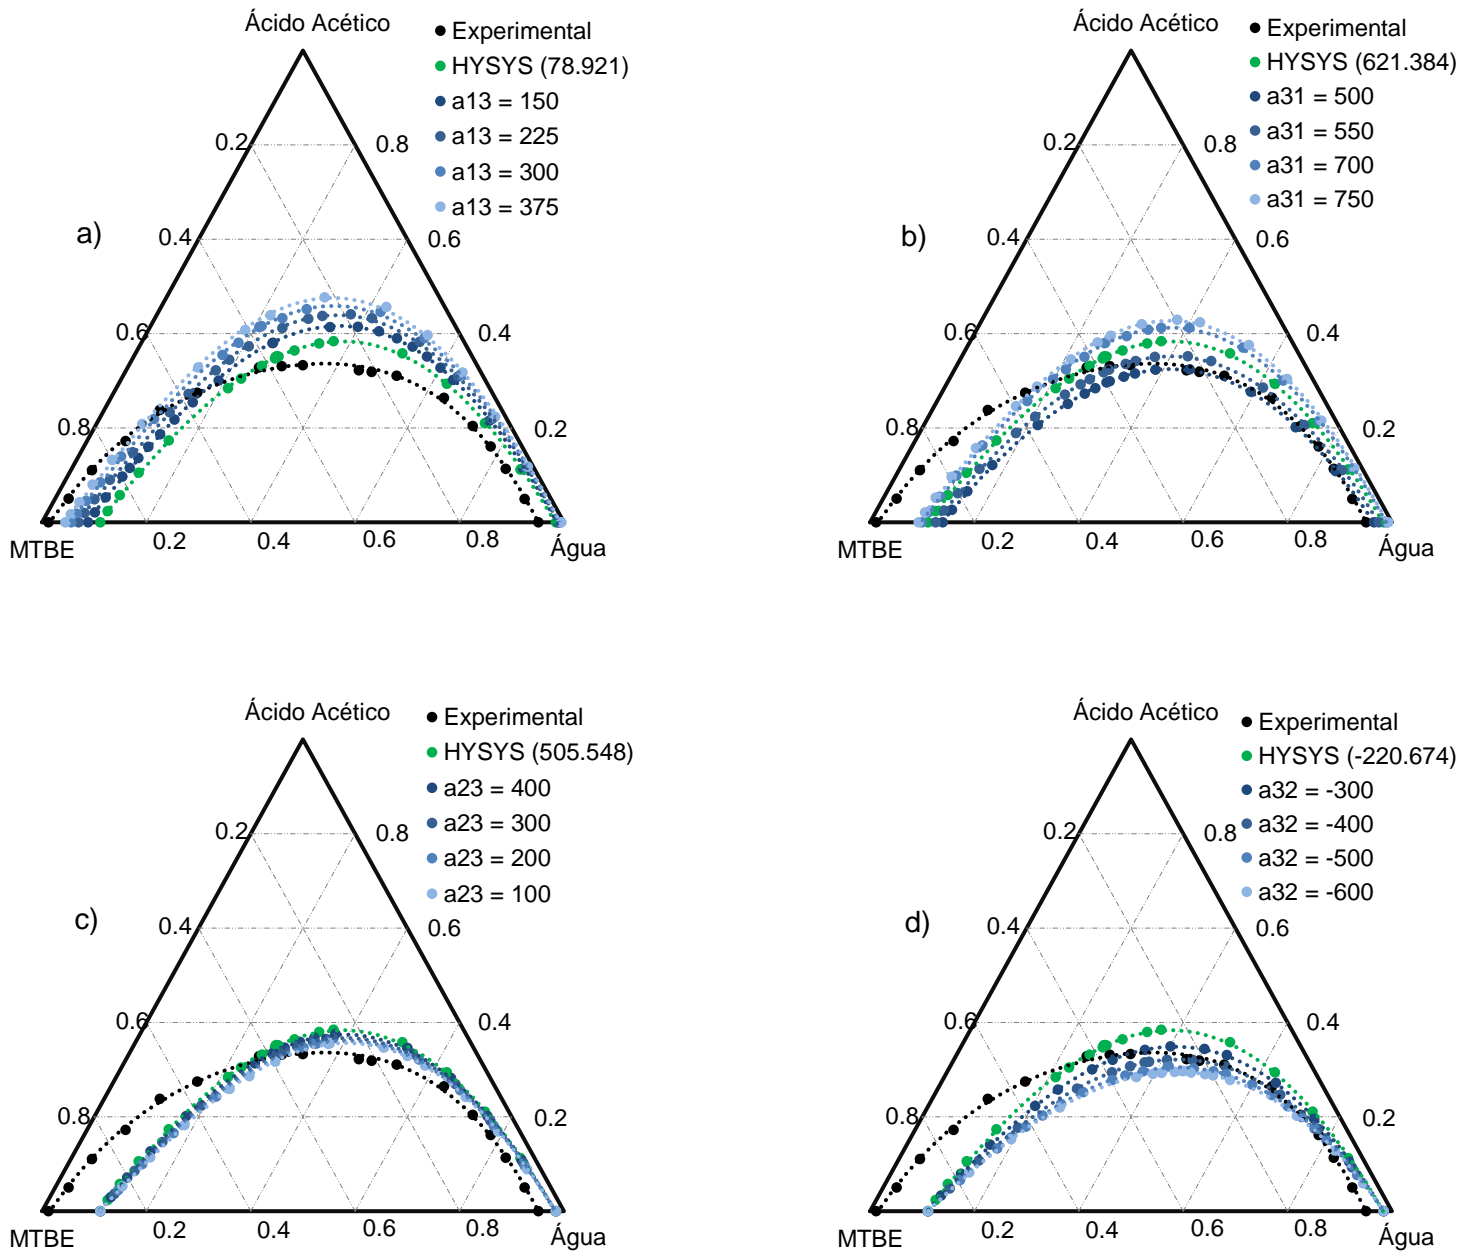 Ácido Acético
Experimental
HYSYS (78.921)
a13 = 150
a13 = 225
a13 = 300
a13 = 375
a)
0.2
0.8
0.4
0.6
0.6
0.4
0.8
0.2
MTBE
0.2
0.4
0.6
0.8
Água
Ácido Acético
Experimental
HYSYS (621.384)
a31 = 500
a31 = 550
a31 = 700
a31 = 750
b)
0.2
0.8
0.4
0.6
0.6
0.4
0.8
0.2
MTBE
0.2
0.4
0.6
0.8
Água
Ácido Acético
Experimental
HYSYS (505.548)
a23 = 400
a23 = 300
a23 = 200
a23 = 100
c)
0.2
0.8
0.4
0.6
0.6
0.4
0.8
0.2
MTBE
0.2
0.4
0.6
0.8
Água
Ácido Acético
Experimental
HYSYS (-220.674)
a32 = -300
a32 = -400
a32 = -500
a32 = -600
d)
0.2
0.8
0.4
0.6
0.6
0.4
0.8
0.2
MTBE
0.2
0.4
0.6
0.8
Água